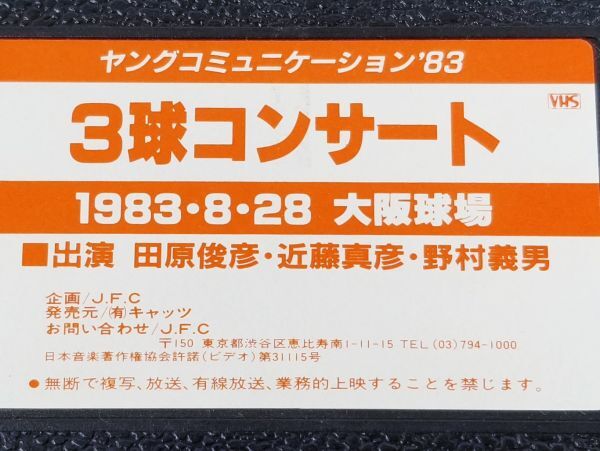 ヤングコミュニケーション'83
3球コンサート
VHS
1983・8・28 大阪球場
■出演 田原俊彦・近藤真彦・野村義男
企画/J.F.C
発売元/㈲キャッツ
お問い合わせ/J.F.C
〒150 東京都渋谷区恵比寿南1-11-15 TEL(03)794-1000
日本音楽著作権協会許諾(ビデオ)第31115号
●無断で複写、放送、有線放送、業務的上映することを禁じます。